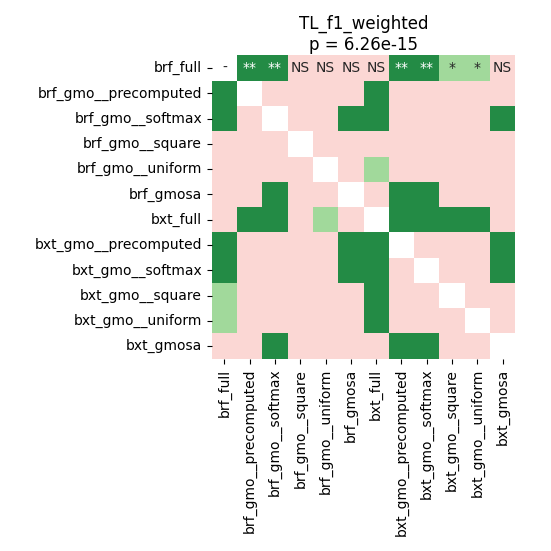 TL_f1_weighted
p = 6.26e-15
brf_full - ** ** NS NS NS NS ** ** * * NS
brf_gmo__precomputed
brf_gmo__softmax
brf_gmo__square
brf_gmo__uniform
brf_gmosa
bxt_full
bxt_gmo__precomputed
bxt_gmo__softmax
bxt_gmo__square
bxt_gmo__uniform
bxt_gmosa
brf_full
brf_gmo__precomputed
brf_gmo__softmax
brf_gmo__square
brf_gmo__uniform
brf_gmosa
bxt_full
bxt_gmo__precomputed
bxt_gmo__softmax
bxt_gmo__square
bxt_gmo__uniform
bxt_gmosa